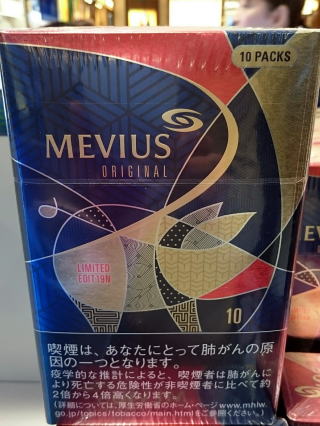 10 PACKS
MEVIUS
ORIGINAL
LIMITED
EDIT19N
10
喫煙は、あなたにとって肺がんの原
因の一つとなります。
疫学的な推計によると、喫煙者は肺がんに
より死亡する危険性が非喫煙者に比べて約
2倍から4倍高くなります。
(詳細については、厚生労働省のホーム・ページwww.mhlw.
go.jp/topics/tobacco/main.htmlをご参照ください。)